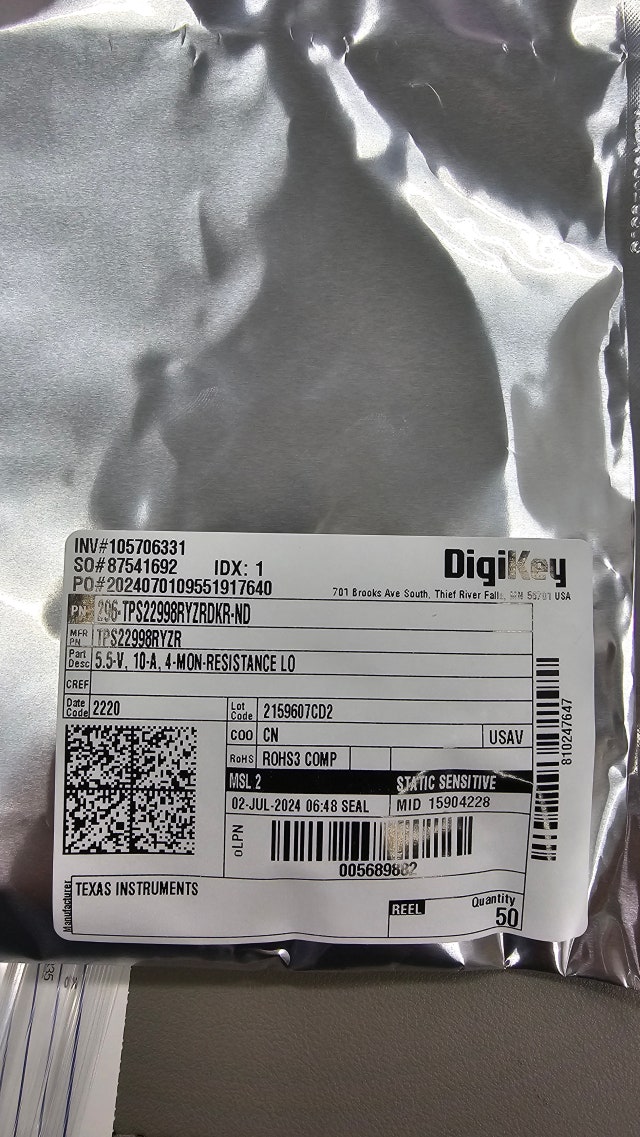 INV#105706331
SO#87541692 IDX: 1
PO#2024070109551917640
DigiKey
701 Brooks Ave South, Thief River Falls, MN 56701 USA
PN 296-TPS22998RYZRDKR-ND
MFR PN TPS22998RYZR
Part Desc 5.5-V, 10-A, 4-MON-RESISTANCE LO
CREF
Date Code 2220
Lot Code 2159607CD2
COO CN USAV
RoHS ROHS3 COMP
MSL 2 STATIC SENSITIVE
02-JUL-2024 06:48 SEAL MID 15904228
oLPN
005689882
810247647
Manufacturer TEXAS INSTRUMENTS
REEL Quantity
50